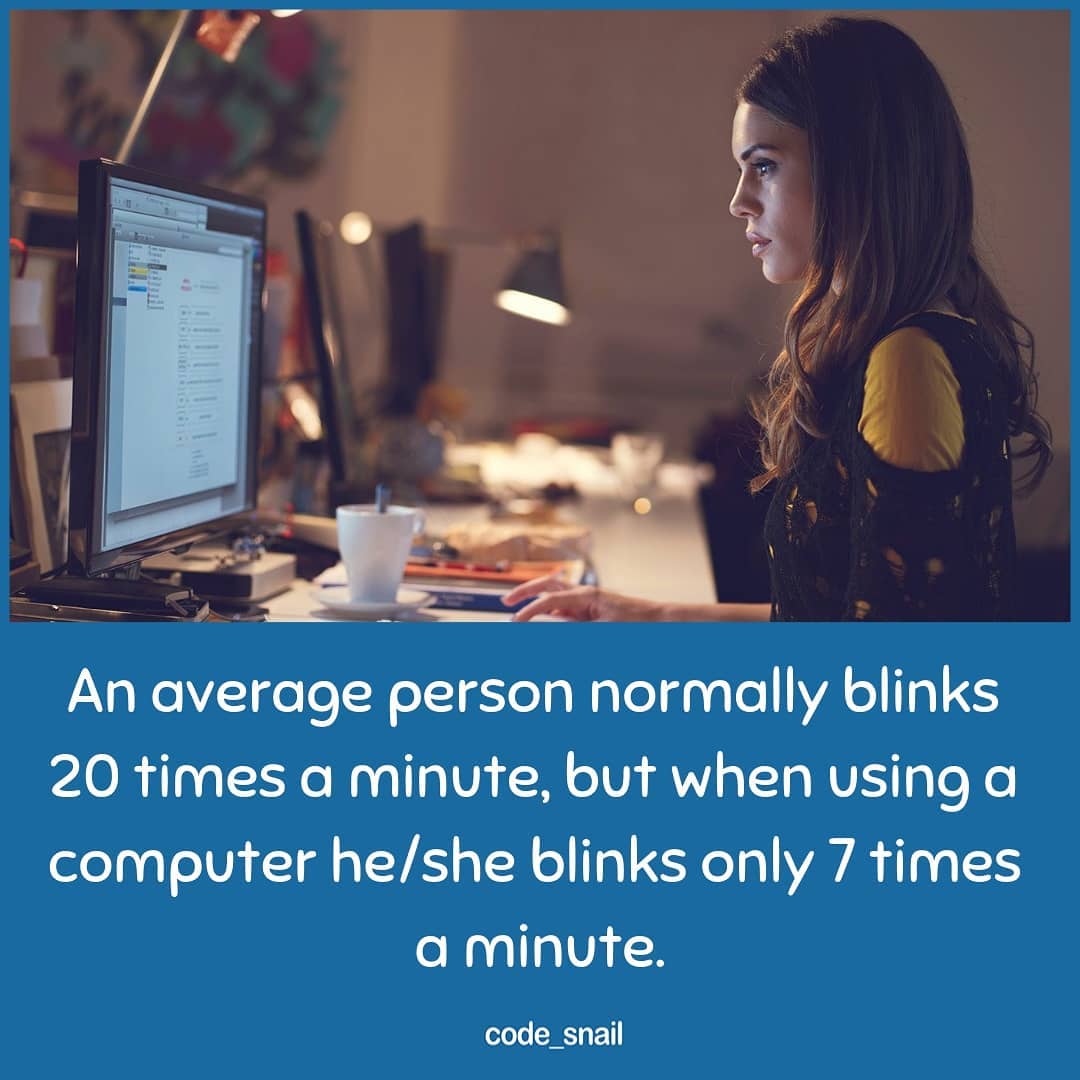 An average person normally blinks
20 times a minute, but when using a
computer he/she blinks only 7 times
a minute.
code_snail